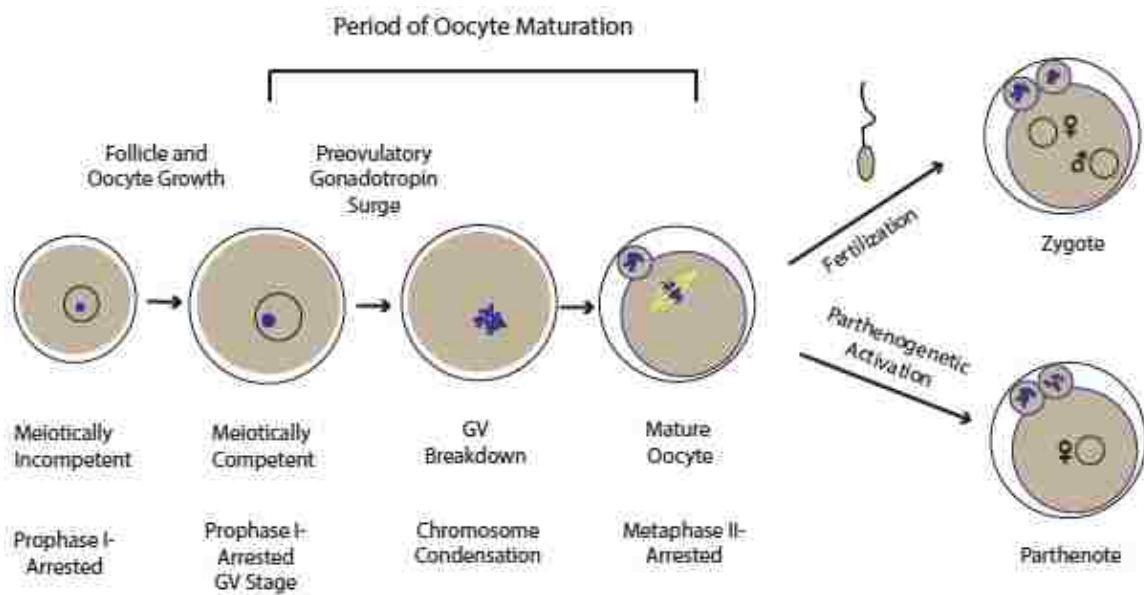 Period of Oocyte Maturation
Follicle and
Oocyte Growth
Preovulatory
Gonadotropin
Surge
Fertilization
Parthenogenetic
Activation
♀
♂
Zygote
♀
Parthenote
Meiotically
Incompetent
Meiotically
Competent
GV
Breakdown
Mature
Oocyte
Prophase I-
Arrested
Prophase I-
Arrested
GV Stage
Chromosome
Condensation
Metaphase II-
Arrested